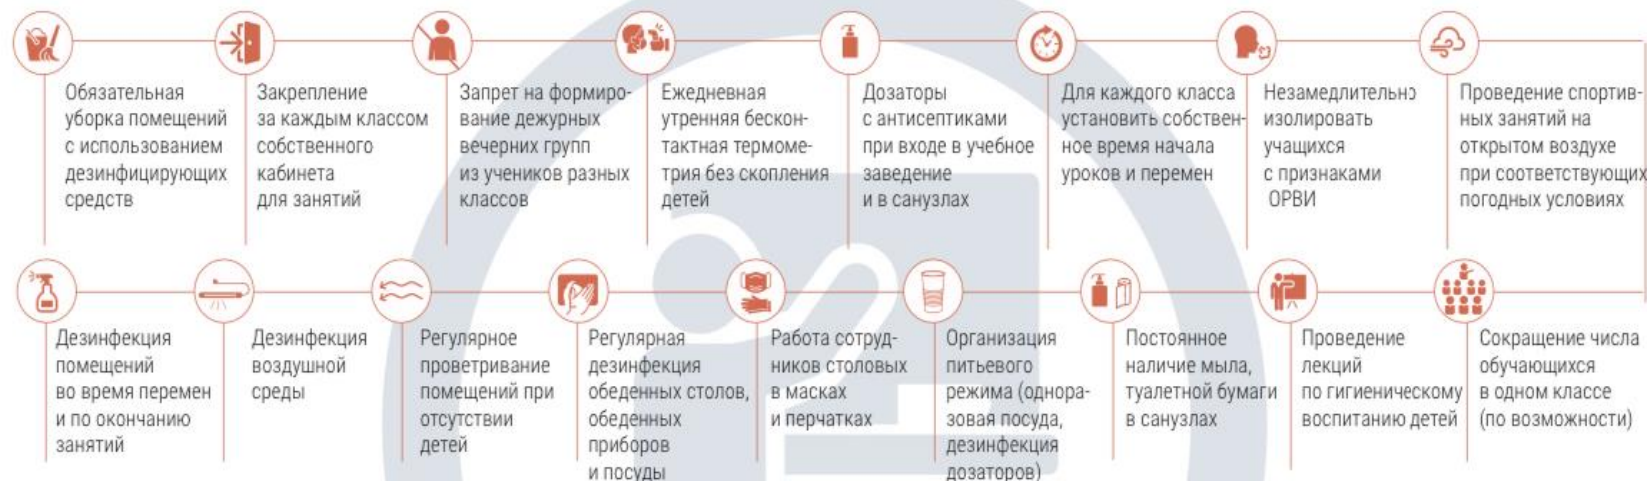 Обязательная
уборка помещений
с использованием
дезинфицирующих
средств
Закрепление
за каждым классом
собственного
кабинета
для занятий
Запрет на формиро-
вание дежурных
вечерних групп
из учеников разных
классов
Ежедневная
утренняя бескон-
тактная термоме-
трия без скопления
детей
Дозаторы
с антисептиками
при входе в учебное
заведение
и в санузлах
Для каждого класса
установить собствен-
ное время начала
уроков и перемен
Незамедлительно
изолировать
учащихся
с признаками
ОРВИ
Проведение спортив-
ных занятий на
открытом воздухе
при соответствующих
погодных условиях
Дезинфекция
помещений
во время перемен
и по окончанию
занятий
Дезинфекция
воздушной
среды
Регулярное
проветривание
помещений при
отсутствии
детей
Регулярная
дезинфекция
обеденных столов,
обеденных
приборов
и посуды
Работа сотруд-
ников столовых
в масках
и перчатках
Организация
питьевого
режима (однора-
зовая посуда,
дезинфекция
дозаторов)
Постоянное
наличие мыла,
туалетной бумаги
в санузлах
Проведение
лекций
по гигиеническому
воспитанию детей
Сокращение числа
обучающихся
в одном классе
(по возможности)